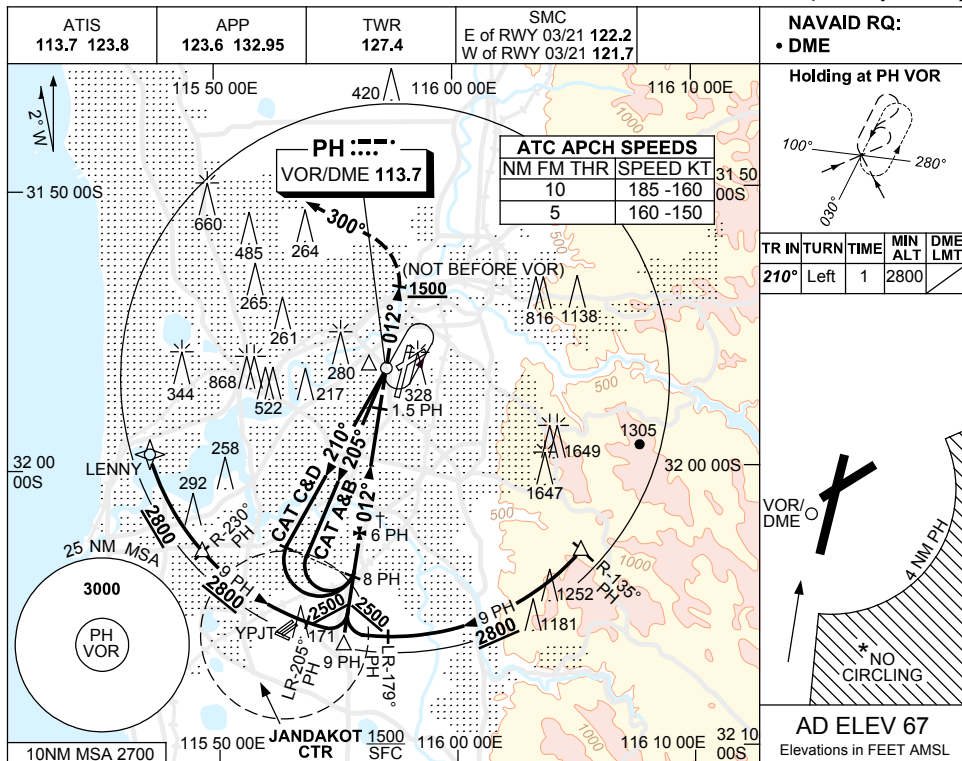 ATIS
113.7 123.8
APP
123.6 132.95
TWR
127.4
SMC
E of RWY 03/21 122.2
W of RWY 03/21 121.7
NAVAID RQ:
• DME
115 50 00E
116 00 00E
116 10 00E
2° W
420
1000
PH
VOR/DME 113.7
ATC APCH SPEEDS
NM FM THR SPEED KT
10 185 -160
5 160 -150
31 50 00S
31 50
00S
660
485
264
300°
500
(NOT BEFORE VOR)
1500
265
261
816
1138
012°
344
868
522
217
280
328
500
1.5 PH
1305
1649
1647
LENNY
258
292
32 00
00S
32 00 00S
CAT C&D 210°
CAT A&B 205°
012°
6 PH
500
2800
R-230°
PH
25 NM MSA
3000
PH
VOR
9 PH
2800
8 PH
R-135°
PH
1000
1252
1181
9 PH
2800
2500
2500
YPJT
171
LR-205°
PH
9 PH
LR-179°
PH
JANDAKOT
CTR
1500
SFC
1000
10NM MSA 2700
115 50 00E
116 00 00E
116 10 00E
32 10
00S
Holding at PH VOR
100°
280°
030°
TR IN TURN TIME MIN ALT DME LMT
210° Left 1 2800
VOR/
DME
4 NM PH
* NO
CIRCLING
AD ELEV 67
Elevations in FEET AMSL